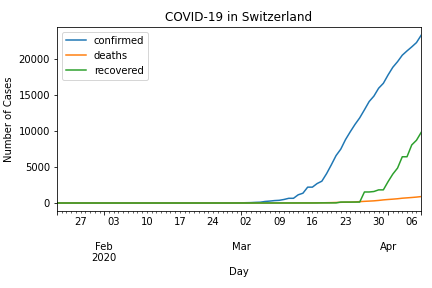 COVID-19 in Switzerland
confirmed
deaths
recovered
Number of Cases
20000
15000
10000
5000
0
27 03 10 17 24 02 09 16 23 30 06
Feb Mar Apr
2020
Day